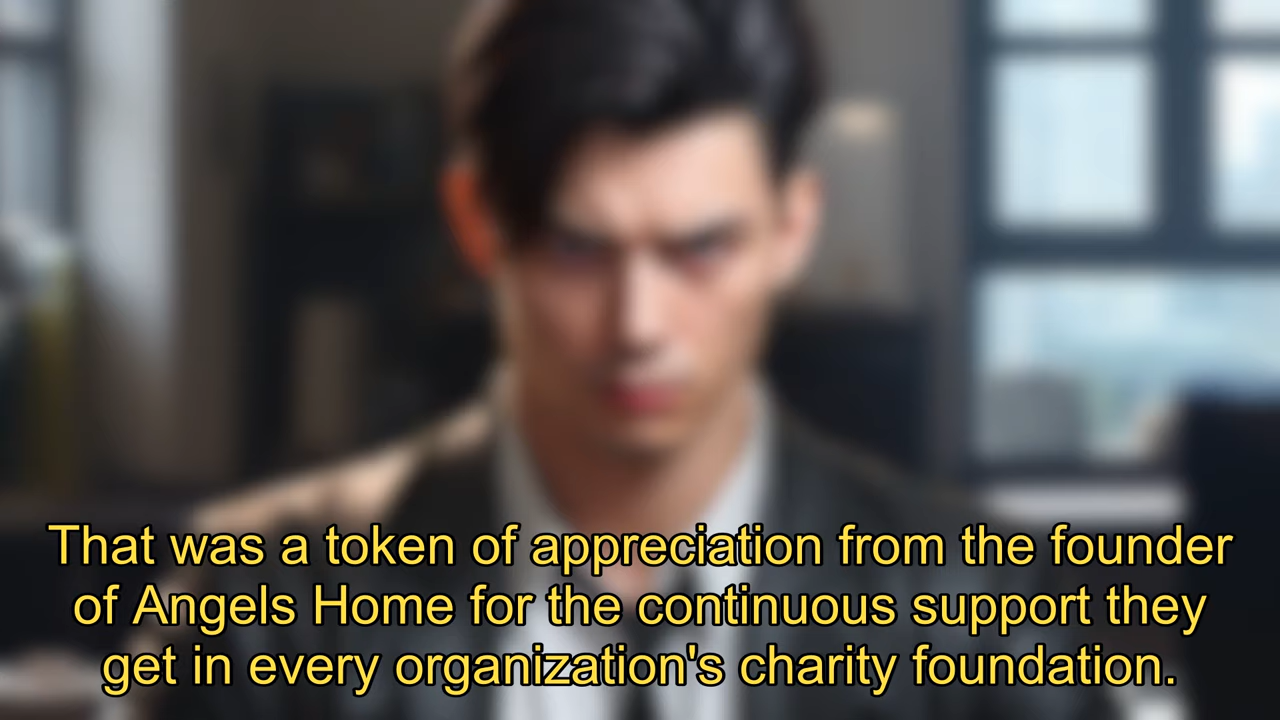 That was a token of appreciation from the founder
of Angels Home for the continuous support they
get in every organization's charity foundation.